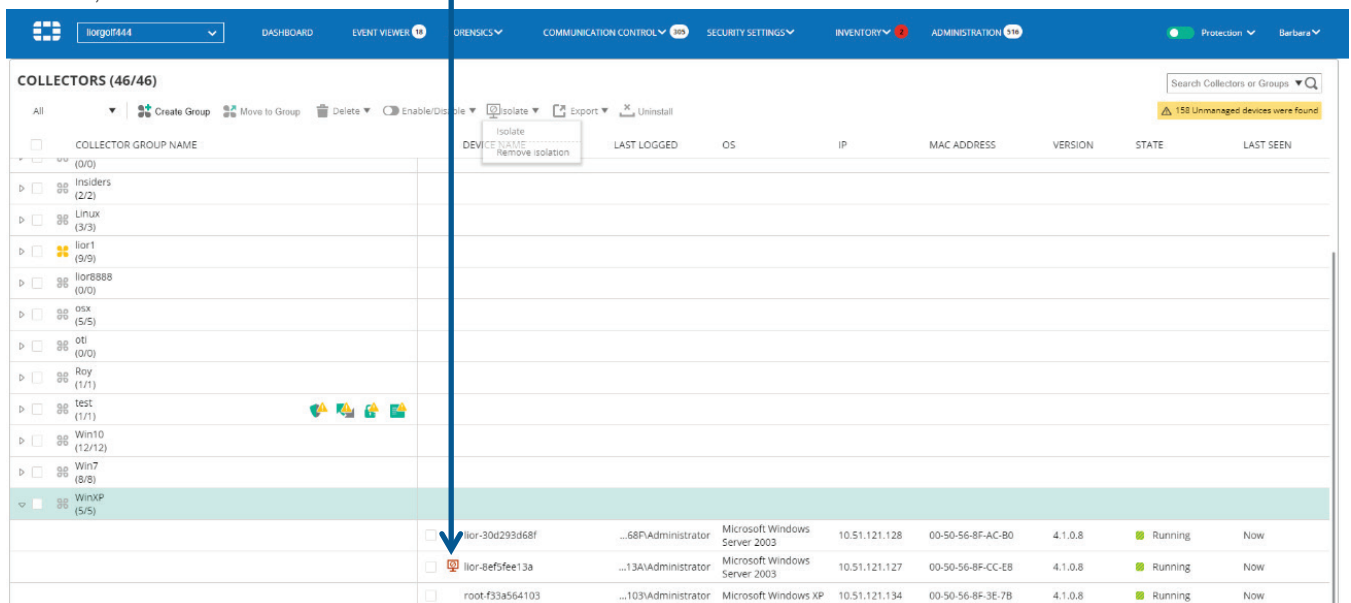 liorgolf444 DASHBOARD EVENT VIEWER 18 ORENSICS COMMUNICATION CONTROL 305 SECURITY SETTINGS INVENTORY 2 ADMINISTRATION 516 Protection Barbara
COLLECTORS (46/46) Search Collectors or Groups
All Create Group Move to Group Delete Enable/Disable Isolate Export Uninstall 158 Unmanaged devices were found
Isolate
COLLECTOR GROUP NAME DEVICE NAME LAST LOGGED OS IP MAC ADDRESS VERSION STATE LAST SEEN
Remove isolation
(0/0)
Insiders
(2/2)
Linux
(3/3)
lior1
(9/9)
lior8888
(0/0)
osx
(5/5)
oti
(0/0)
Roy
(1/1)
test
(1/1)
Win10
(12/12)
Win7
(8/8)
WinXP
(5/5)
lior-30d293d68f ...68F\Administrator Microsoft Windows Server 2003 10.51.121.128 00-50-56-8F-AC-B0 4.1.0.8 Running Now
lior-8ef5fee13a ...13A\Administrator Microsoft Windows Server 2003 10.51.121.127 00-50-56-8F-CC-E8 4.1.0.8 Running Now
root-f33a564103 ...103\Administrator Microsoft Windows XP 10.51.121.134 00-50-56-8F-3E-7B 4.1.0.8 Running Now